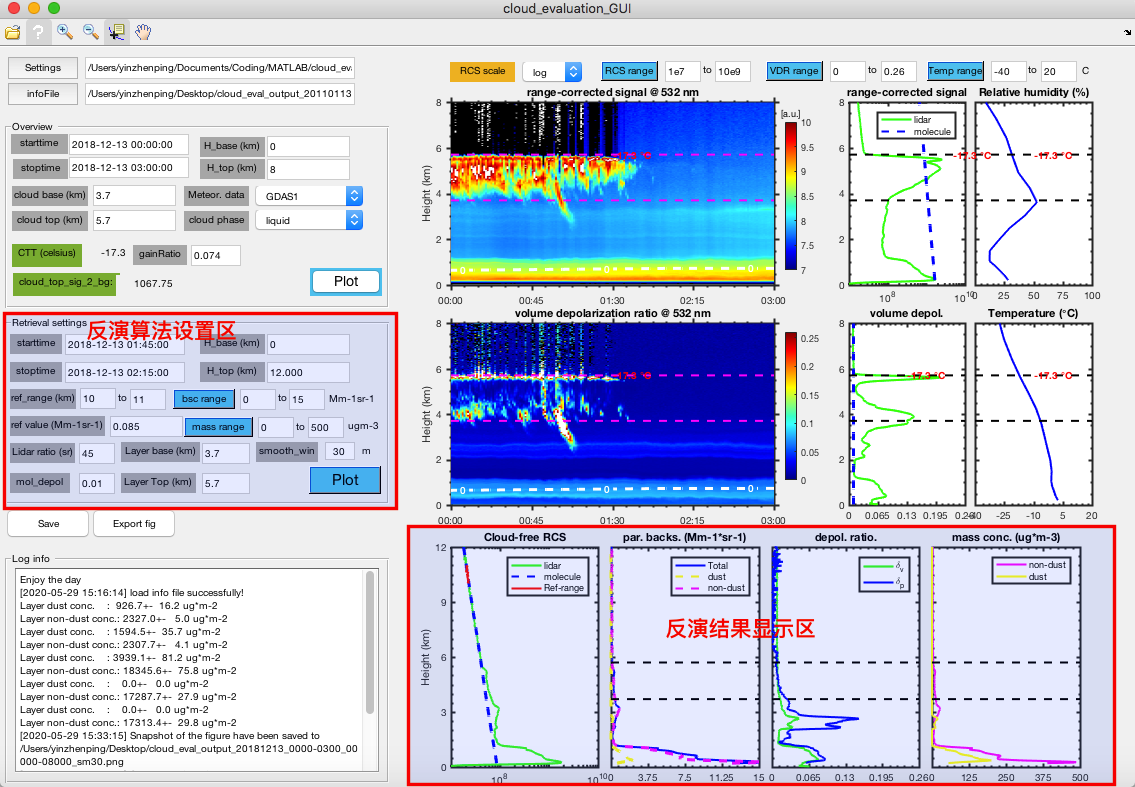 cloud_evaluation_GUI
Settings
/Users/yinzhenping/Documents/Coding/MATLAB/cloud_eva
infoFile
/Users/yinzhenping/Desktop/cloud_eval_output_20110113
RCS scale
log
RCS range
1e7
to
10e9
VDR range
0
to
0.26
Temp range
-40
to
20
C
Overview
starttime
2018-12-13 00:00:00
H_base (km)
0
stoptime
2018-12-13 03:00:00
H_top (km)
8
cloud base (km)
3.7
Meteor. data
GDAS1
cloud top (km)
5.7
cloud phase
liquid
CTT (celsius)
-17.3
gainRatio
0.074
cloud_top_sig_2_bg:
1067.75
Plot
Retrieval settings
反演算法设置区
starttime
2018-12-13 01:45:00
H_base (km)
0
stoptime
2018-12-13 02:15:00
H_top (km)
12.000
ref_range (km)
10
to
11
bsc range
0
to
15
Mm-1sr-1
ref value (Mm-1sr-1)
0.085
mass range
0
to
500
ugm-3
Lidar ratio (sr)
45
Layer base (km)
3.7
smooth_win
30
m
mol_depol
0.01
Layer Top (km)
5.7
Plot
Save
Export fig
Log info
Enjoy the day
[2020-05-29 15:16:14] load info file successfully!
Layer dust conc. : 926.7+- 16.2 ug*m-2
Layer non-dust conc.: 2327.0+- 5.0 ug*m-2
Layer dust conc. : 1594.5+- 35.7 ug*m-2
Layer non-dust conc.: 2307.7+- 4.1 ug*m-2
Layer dust conc. : 3939.1+- 81.2 ug*m-2
Layer non-dust conc.: 18345.6+- 75.8 ug*m-2
Layer dust conc. : 0.0+- 0.0 ug*m-2
Layer non-dust conc.: 17287.7+- 27.9 ug*m-2
Layer dust conc. : 0.0+- 0.0 ug*m-2
Layer non-dust conc.: 17313.4+- 29.8 ug*m-2
[2020-05-29 15:33:15] Snapshot of the figure have been saved to
/Users/yinzhenping/Desktop/cloud_eval_output_20181213_0000-0300_00
000-08000_sm30.png
range-corrected signal @ 532 nm
Height (km)
8
6
4
2
0
00:00
00:45
01:30
02:15
03:00
-17.3 °C
0 0 0
[a.u.]
10
9.5
9
8.5
8
7.5
7
range-corrected signal
lidar
molecule
-17.3 °C
8
6
4
2
0
10^8
10^10
Relative humidity (%)
-17.3 °C
25
50
75
100
volume depolarization ratio @ 532 nm
Height (km)
8
6
4
2
0
00:00
00:45
01:30
02:15
03:00
-17.3 °C
0 0 0
0.25
0.2
0.15
0.1
0.05
0
volume depol.
-17.3 °C
8
6
4
2
0
0
0.065
0.13
0.195
Temperature (°C)
-17.3 °C
-25
-10
5
20
Cloud-free RCS
lidar
molecule
Ref-range
Height (km)
12
9
6
3
0
10^8
10^10
par. backs. (Mm-1*sr-1)
Total
dust
non-dust
3.75
7.5
11.25
15
反演结果显示区
depol. ratio.
δv
δp
0
0.065
0.13
0.195
0.26
mass conc. (ug*m-3)
non-dust
dust
0
125
250
375
500